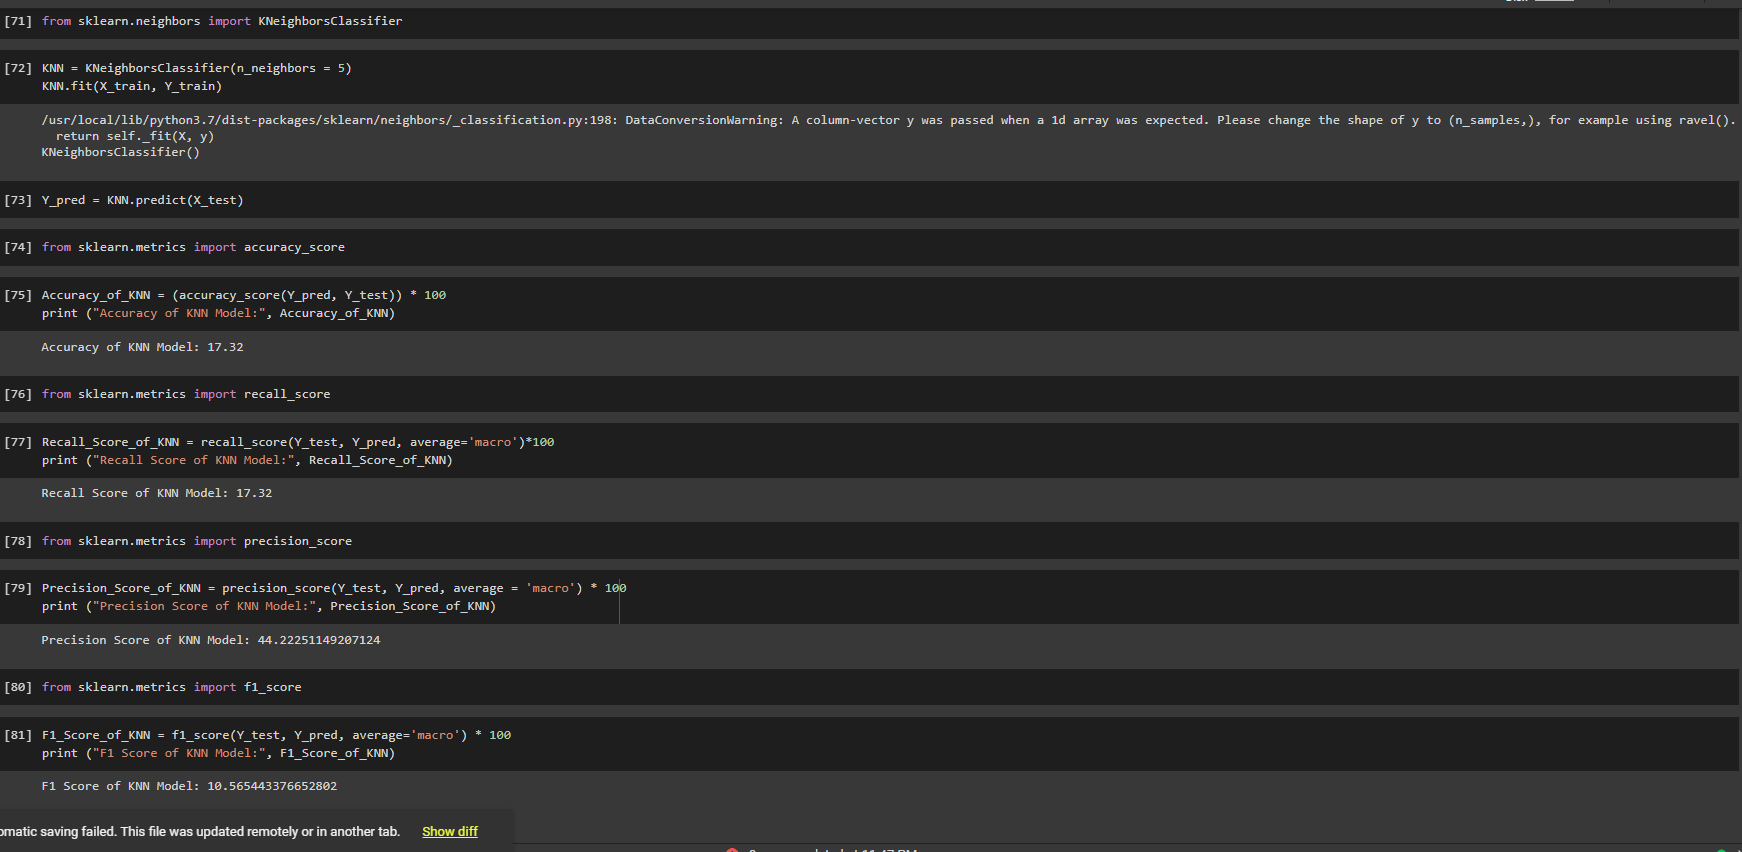 [71] from sklearn.neighbors import KNeighborsClassifier
[72] KNN = KNeighborsClassifier(n_neighbors = 5)
KNN.fit(X_train, Y_train)
/usr/local/lib/python3.7/dist-packages/sklearn/neighbors/_classification.py:198: DataConversionWarning: A column-vector y was passed when a 1d array was expected. Please change the shape of y to (n_samples,), for example using ravel().
return self._fit(X, y)
KNeighborsClassifier()
[73] Y_pred = KNN.predict(X_test)
[74] from sklearn.metrics import accuracy_score
[75] Accuracy_of_KNN = (accuracy_score(Y_pred, Y_test)) * 100
print ("Accuracy of KNN Model:", Accuracy_of_KNN)
Accuracy of KNN Model: 17.32
[76] from sklearn.metrics import recall_score
[77] Recall_Score_of_KNN = recall_score(Y_test, Y_pred, average='macro')*100
print ("Recall Score of KNN Model:", Recall_Score_of_KNN)
Recall Score of KNN Model: 17.32
[78] from sklearn.metrics import precision_score
[79] Precision_Score_of_KNN = precision_score(Y_test, Y_pred, average = 'macro') * 100
print ("Precision Score of KNN Model:", Precision_Score_of_KNN)
Precision Score of KNN Model: 44.22251149207124
[80] from sklearn.metrics import f1_score
[81] F1_Score_of_KNN = f1_score(Y_test, Y_pred, average='macro') * 100
print ("F1 Score of KNN Model:", F1_Score_of_KNN)
F1 Score of KNN Model: 10.565443376652802
omatic saving failed. This file was updated remotely or in another tab. Show diff